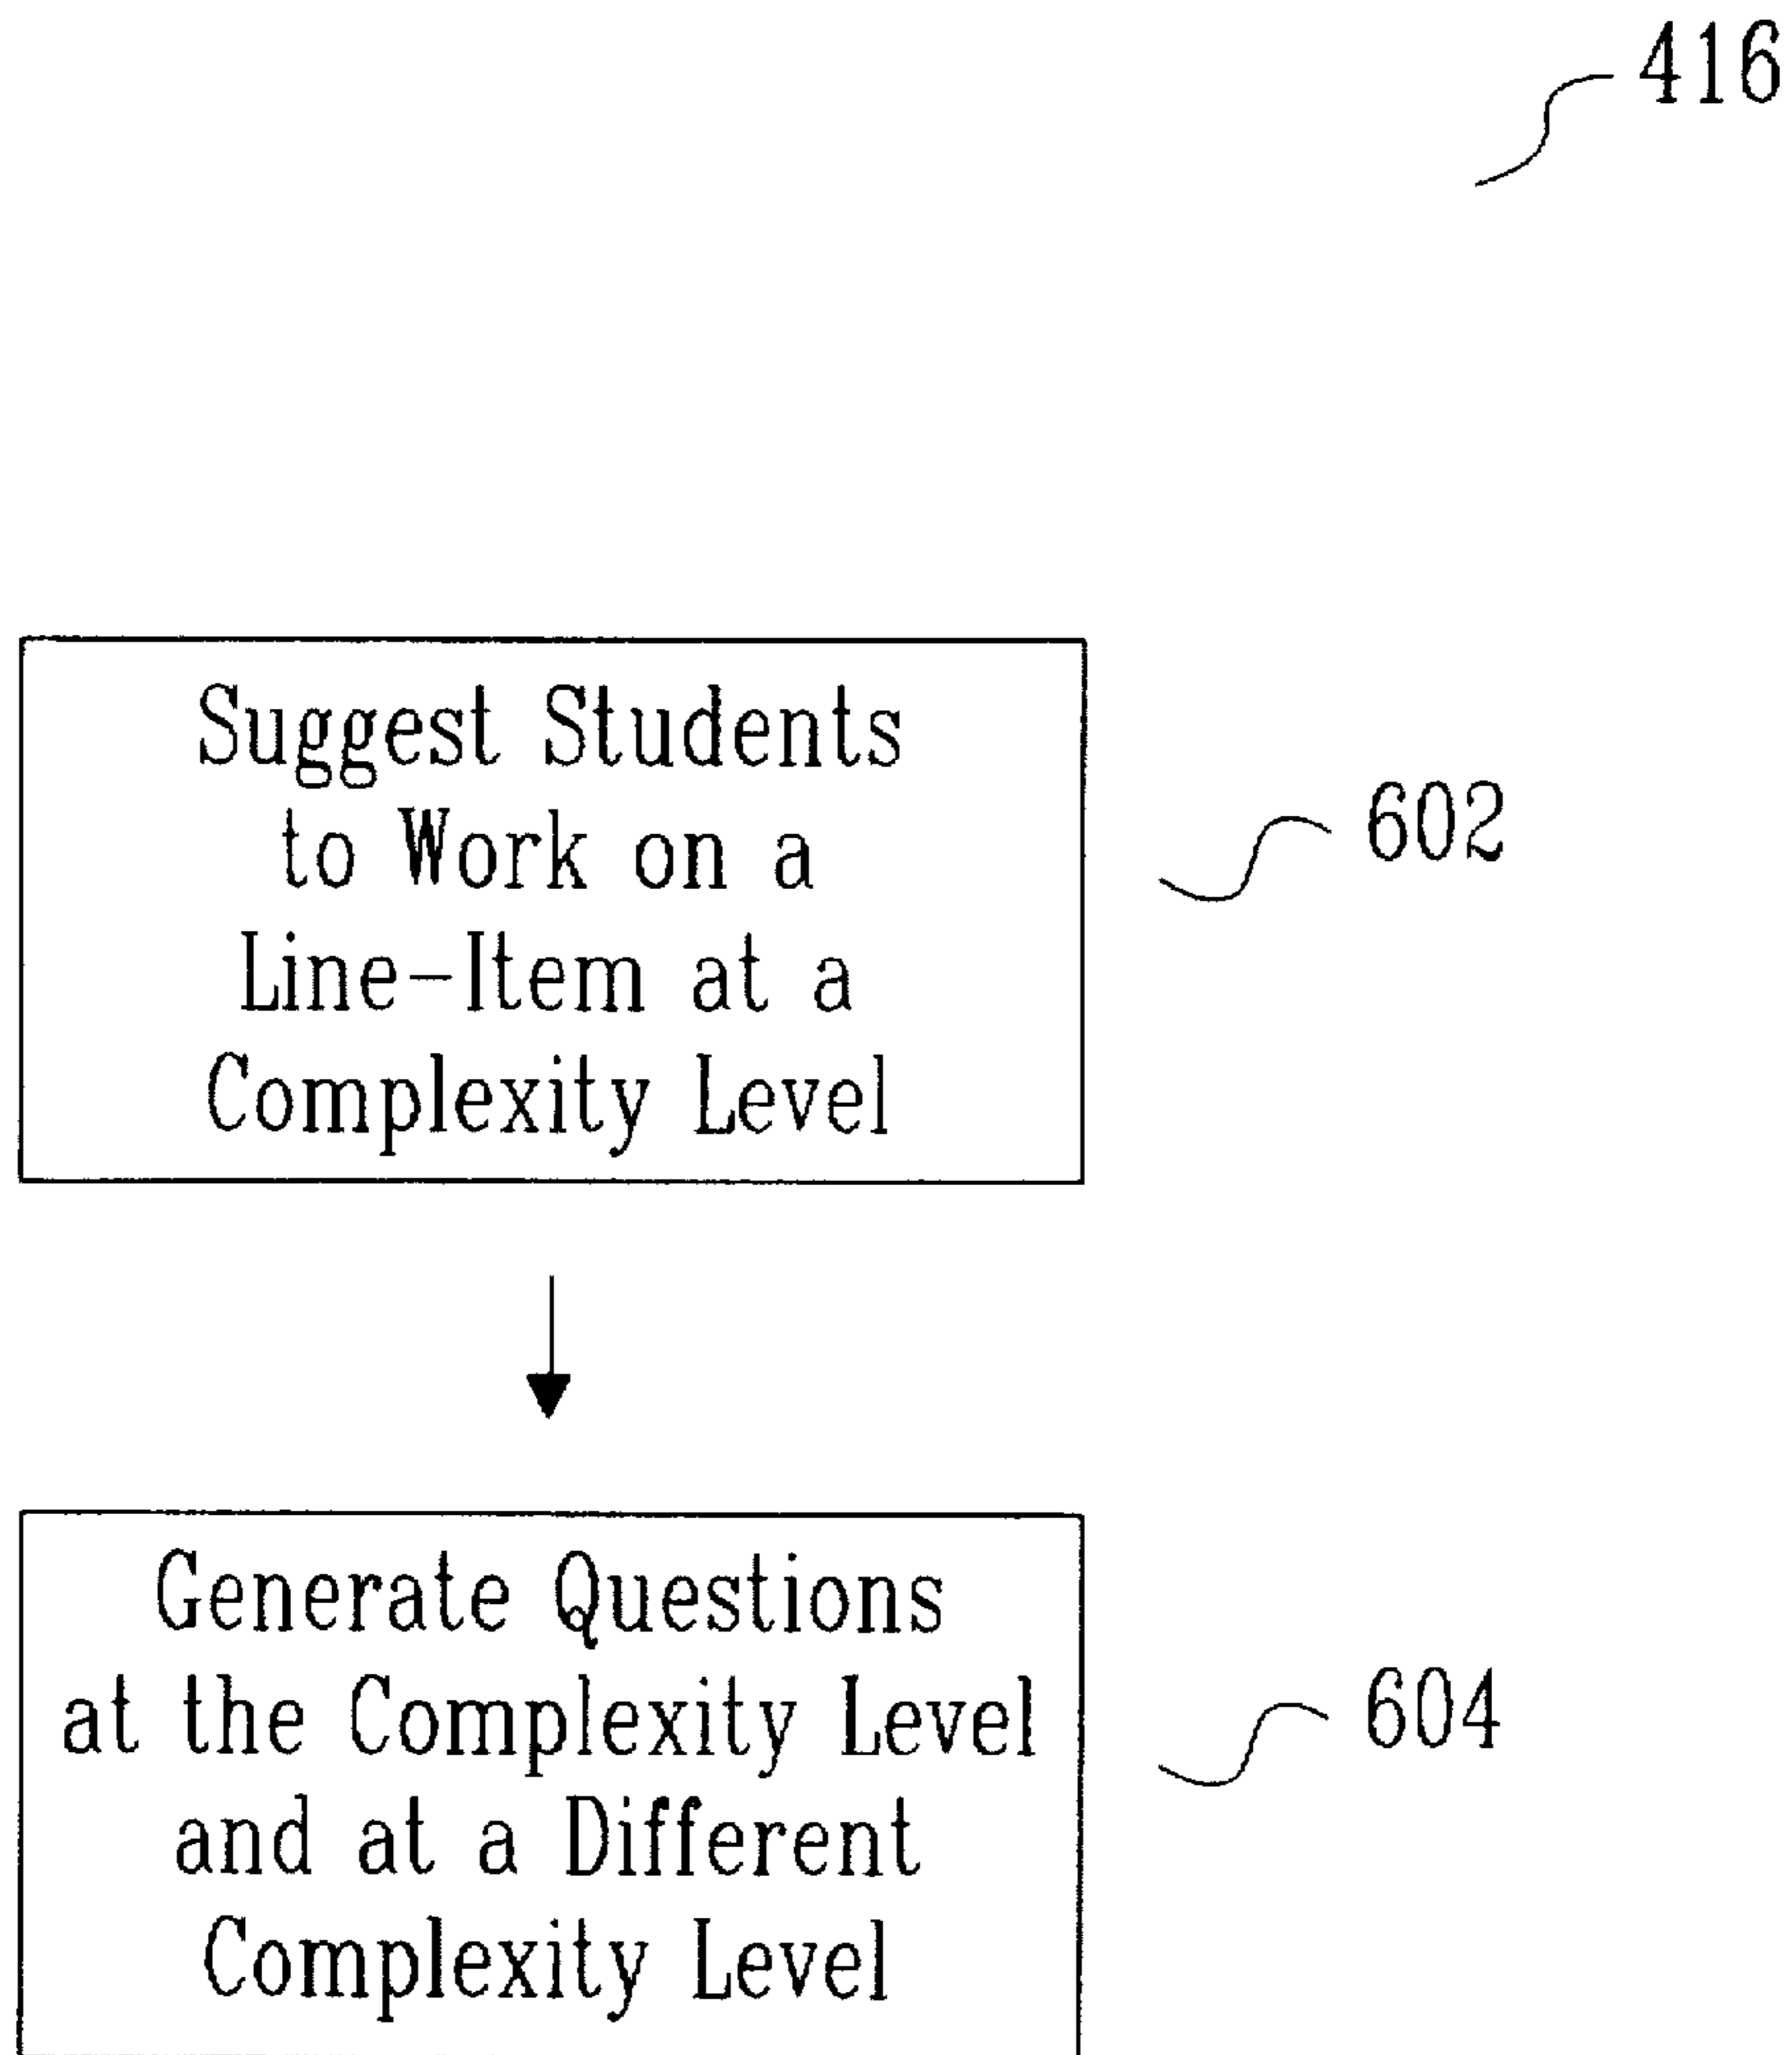 416
Suggest Students
to Work on a
Line-Item at a
Complexity Level
602
Generate Questions
at the Complexity Level
and at a Different
Complexity Level
604